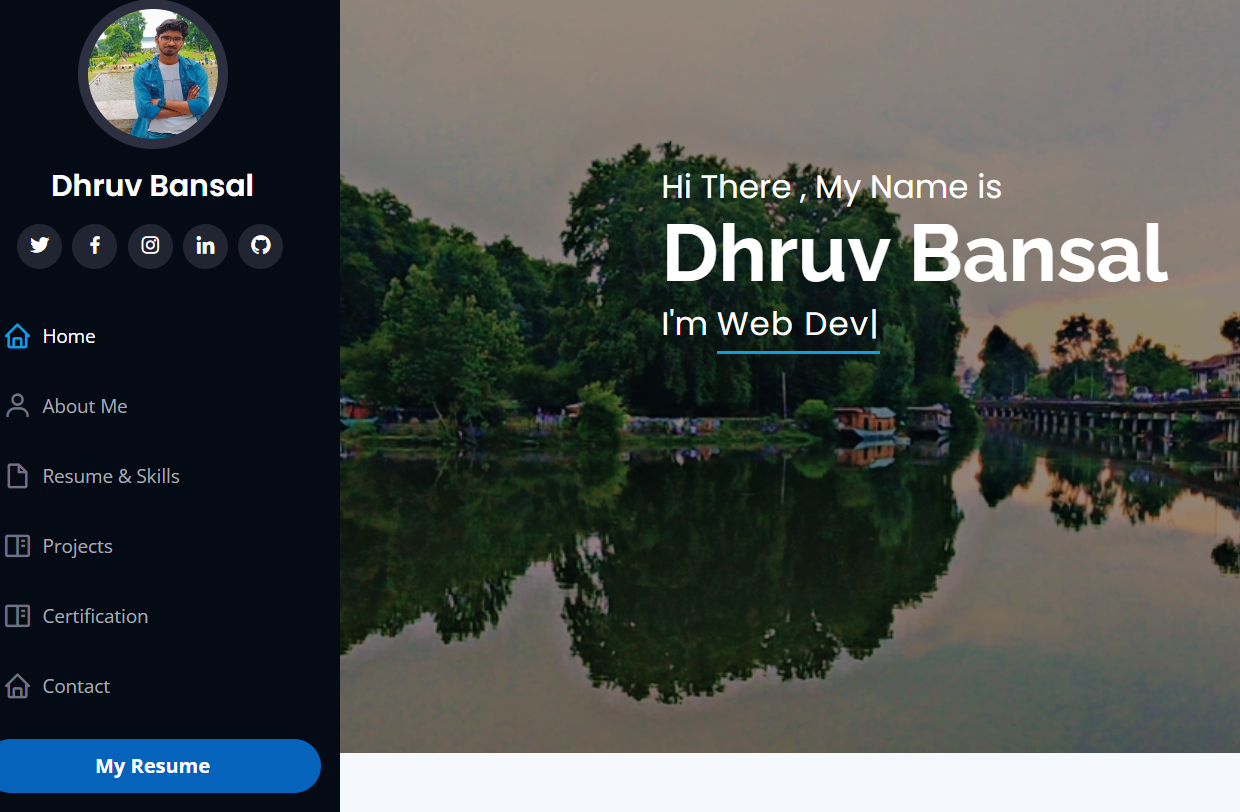 Dhruv Bansal
Home
About Me
Resume & Skills
Projects
Certification
Contact
My Resume
Hi There , My Name is
Dhruv Bansal
I'm Web Dev|